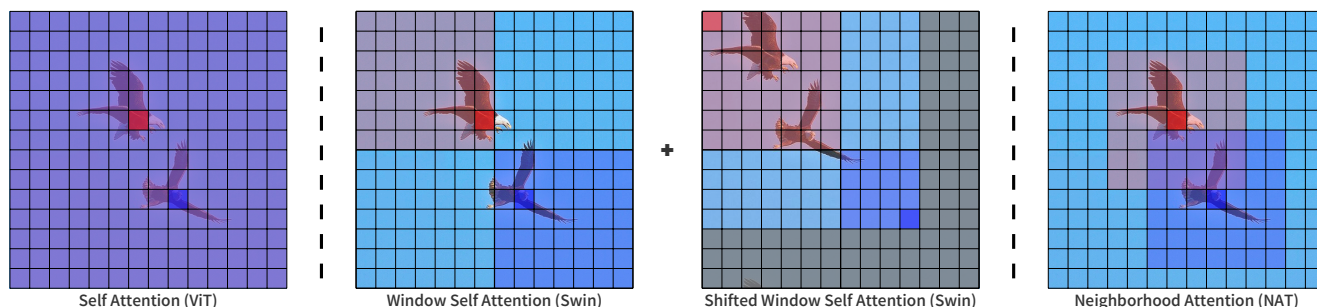 Self Attention (ViT)
Window Self Attention (Swin)
+
Shifted Window Self Attention (Swin)
Neighborhood Attention (NAT)